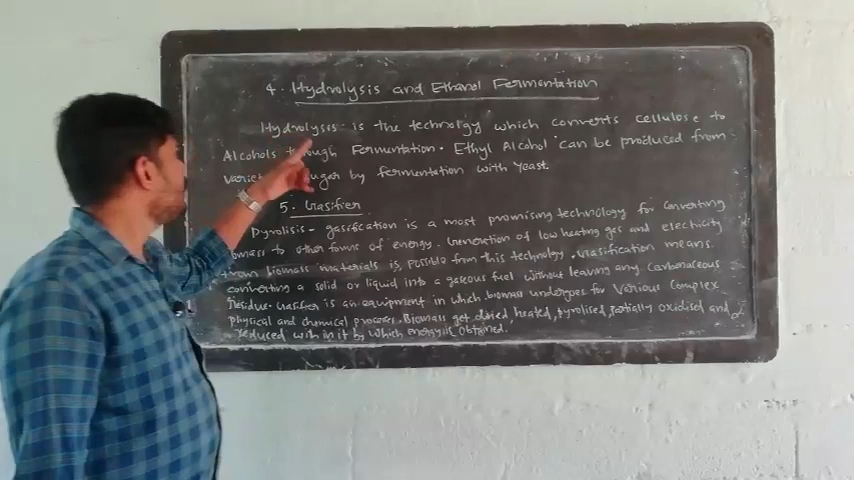 4. Hydrolysis and Ethanol Fermentation
Hydrolysis is the technolgy which converts cellulose to
Alcohols through Fermentation. Ethyl Alcohol can be produced from
variet sugar by fermentation with Yeast.
5. Gasifier
Pyrolisis - gasification is a most promising technology for converting
biomass to other forms of energy. Generation of low heating gas and electricity
from biomass materials is, possible from this technology. Gasification means.
converting a solid or liquid into a gaseous fuel without leaving any carbonaceous
residue. Gasifier is an equipment in which biomass undergoes for various complex
physical and chemical process. Biomass get dried, heated, pyrolised, partially oxidised and
reduced with in it by which energy is obtained.